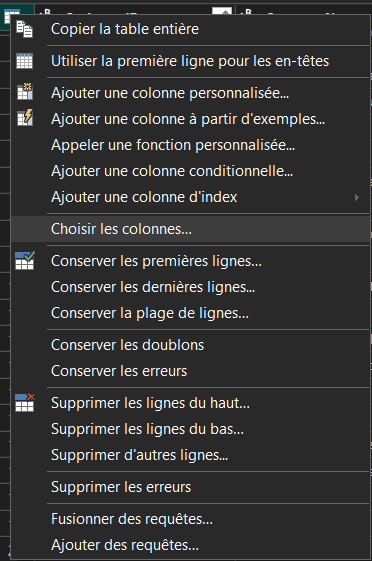 Copier la table entière
Utiliser la première ligne pour les en-têtes
Ajouter une colonne personnalisée...
Ajouter une colonne à partir d'exemples...
Appeler une fonction personnalisée...
Ajouter une colonne conditionnelle...
Ajouter une colonne d'index
Choisir les colonnes...
Conserver les premières lignes...
Conserver les dernières lignes...
Conserver la plage de lignes...
Conserver les doublons
Conserver les erreurs
Supprimer les lignes du haut...
Supprimer les lignes du bas...
Supprimer d'autres lignes...
Supprimer les erreurs
Fusionner des requêtes...
Ajouter des requêtes...